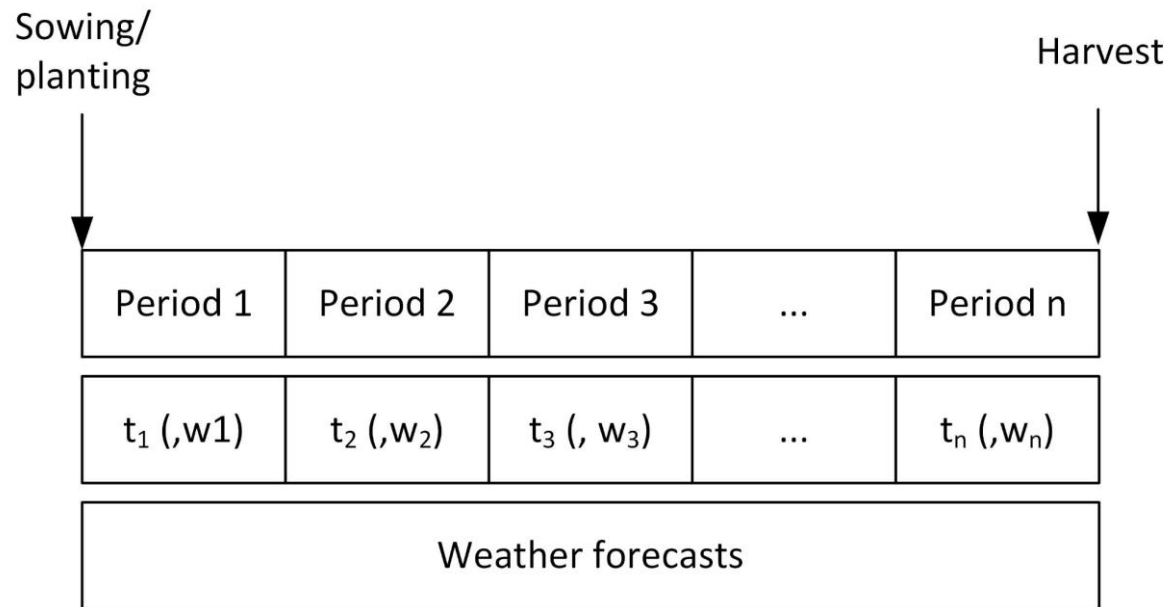 Sowing/
planting
Harvest
Period 1 Period 2 Period 3 ... Period n
t₁ (,w1) t₂ (,w₂) t₃ (, w₃) ... tₙ (,wₙ)
Weather forecasts